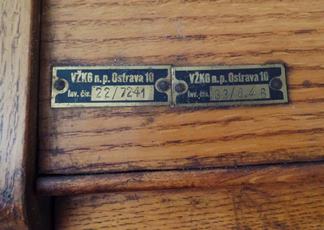 VŽKG n.p. Ostrava 10
Inv. čís. 22/7241
VŽKG n.p. Ostrava 10
Inv. čís.